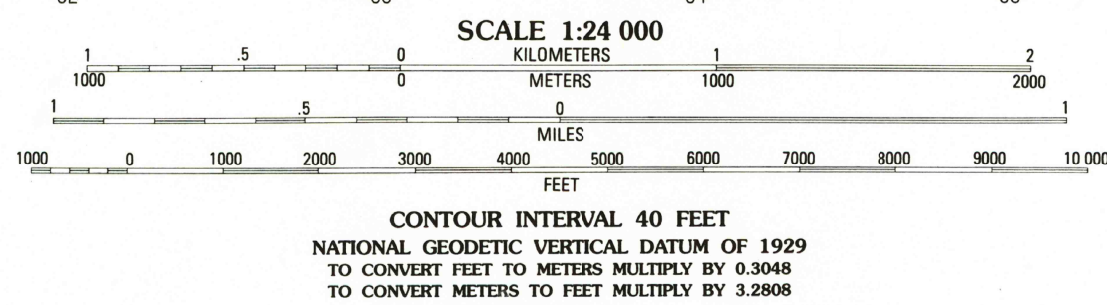 SCALE 1:24 000
1 .5 0 KILOMETERS 1 2
1000 0 METERS 1000 2000
1 .5 0 1
MILES
1000 0 1000 2000 3000 4000 5000 6000 7000 8000 9000 10 000
FEET
CONTOUR INTERVAL 40 FEET
NATIONAL GEODETIC VERTICAL DATUM OF 1929
TO CONVERT FEET TO METERS MULTIPLY BY 0.3048
TO CONVERT METERS TO FEET MULTIPLY BY 3.2808